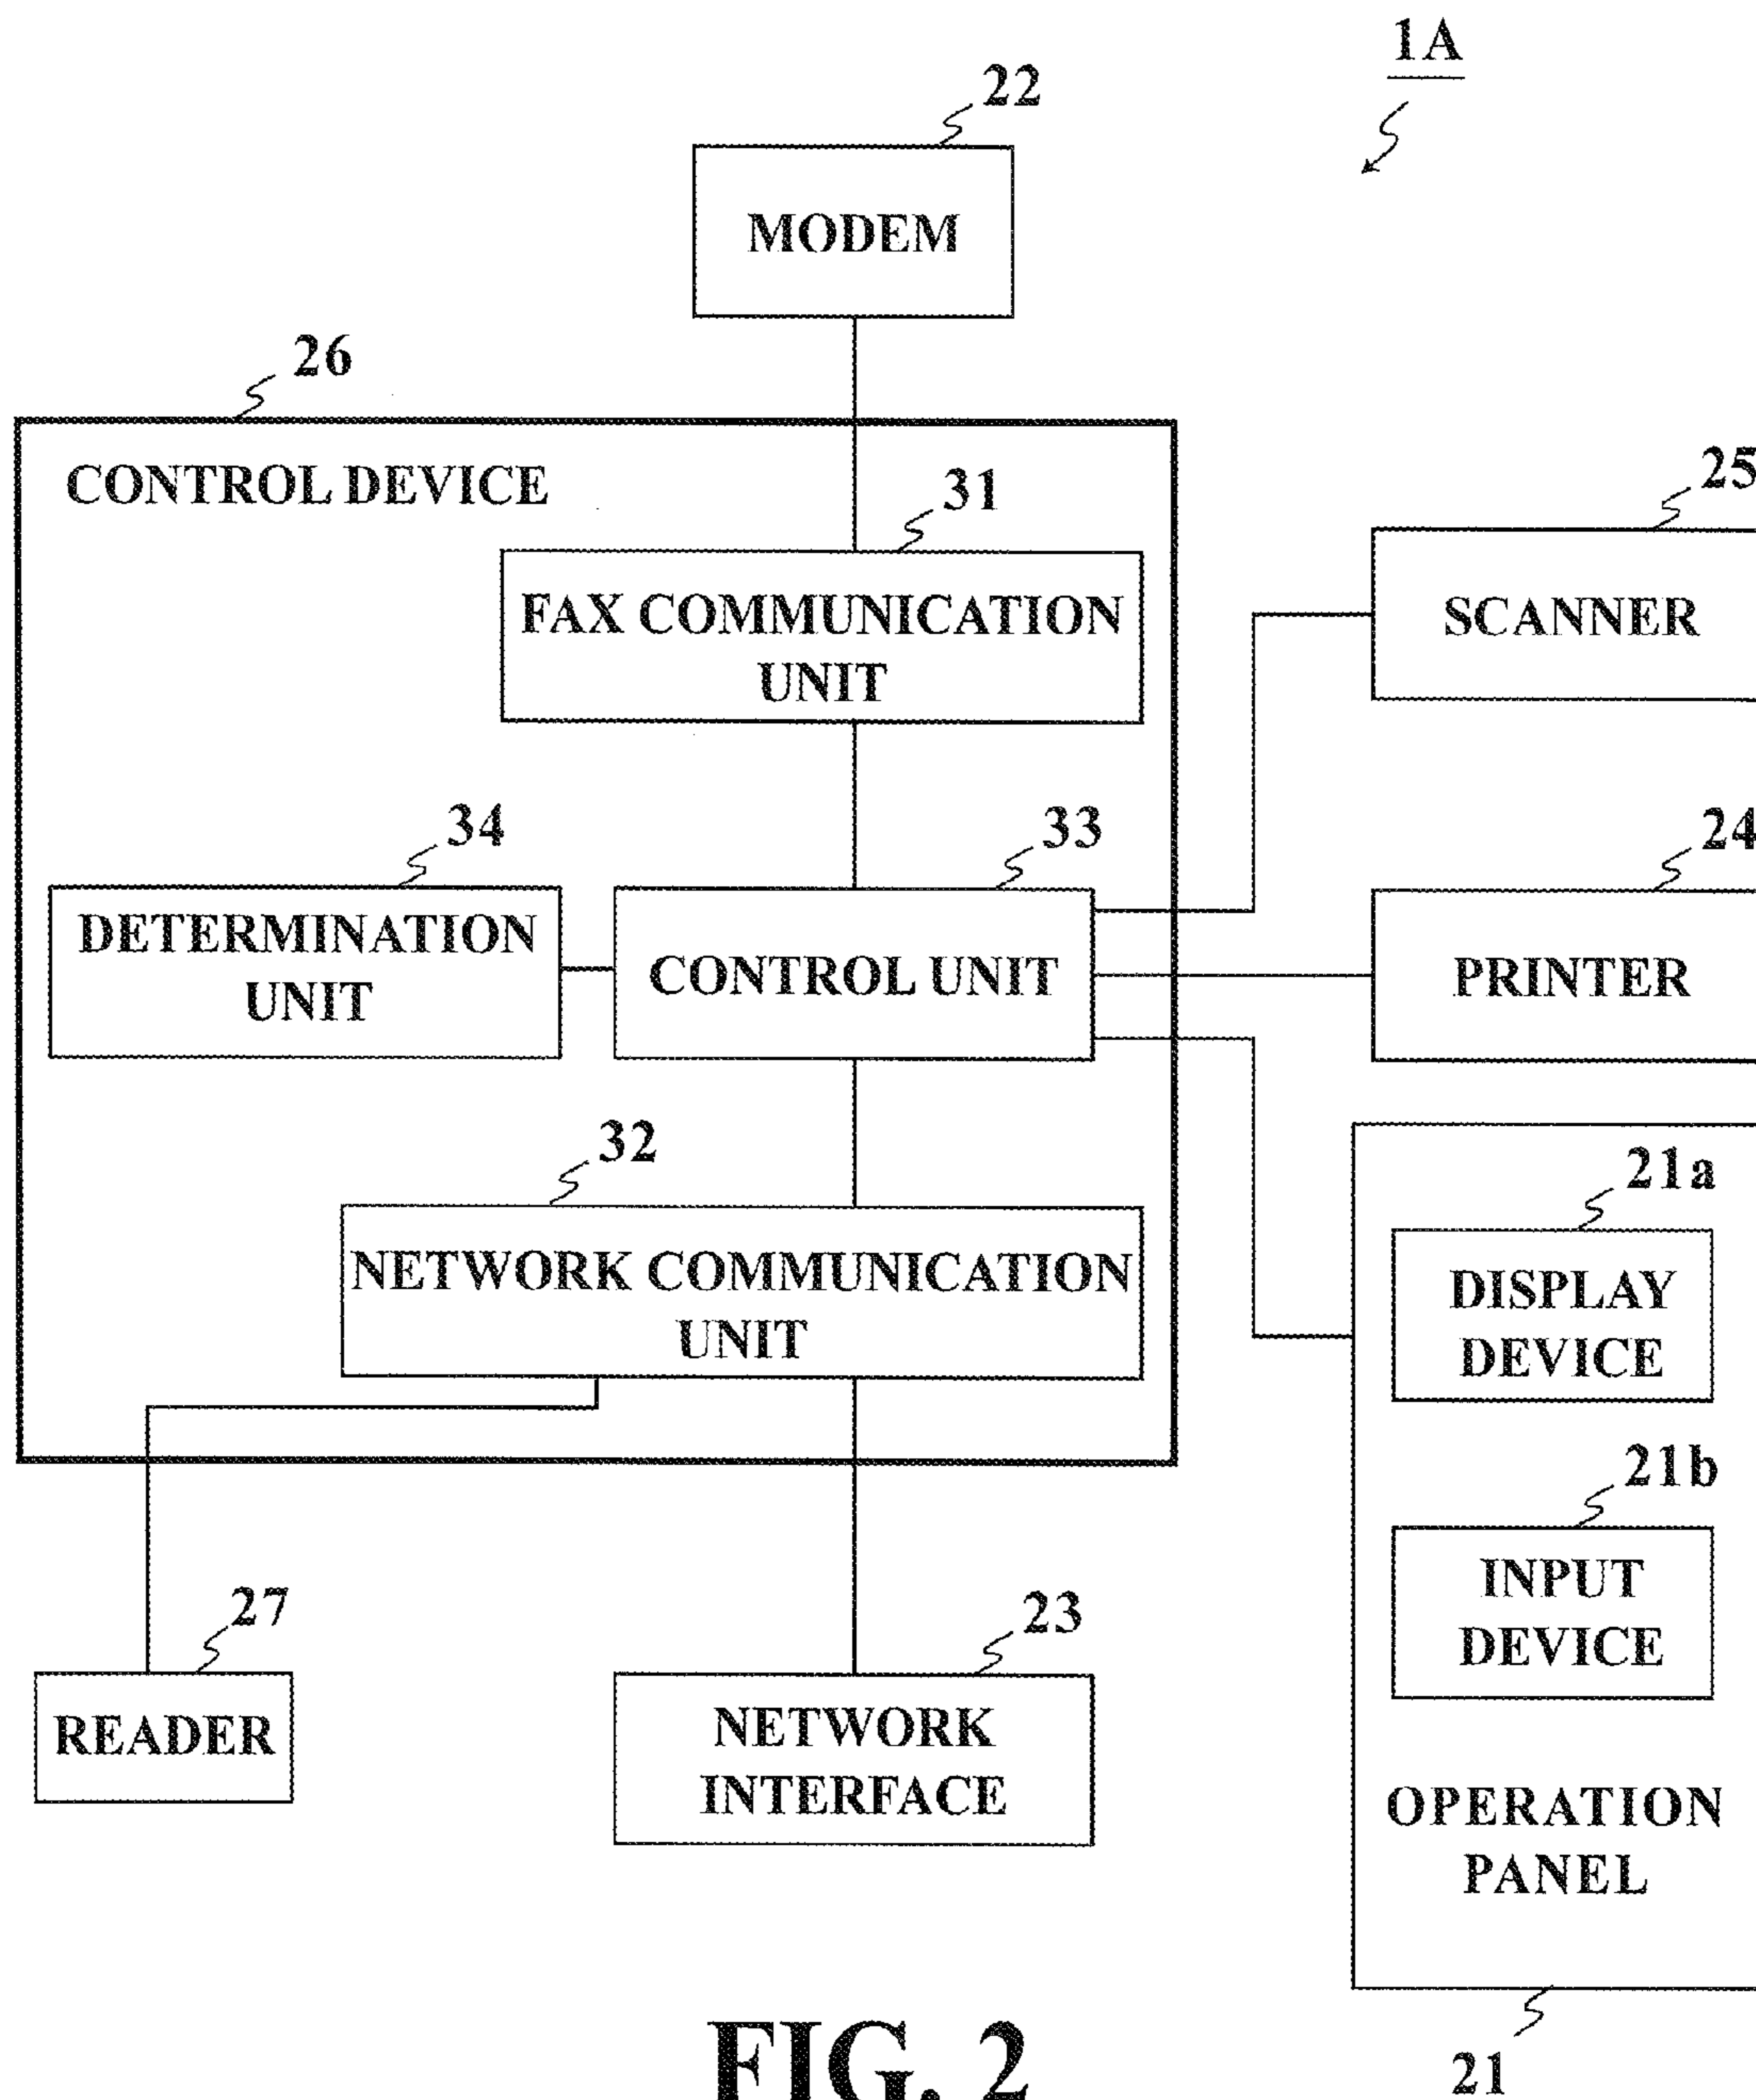 1A
22
MODEM
26
CONTROL DEVICE
31
FAX COMMUNICATION
UNIT
25
SCANNER
34
DETERMINATION
UNIT
33
CONTROL UNIT
24
PRINTER
32
NETWORK COMMUNICATION
UNIT
21a
DISPLAY
DEVICE
21b
INPUT
DEVICE
27
READER
23
NETWORK
INTERFACE
OPERATION
PANEL
21
FIG. 2